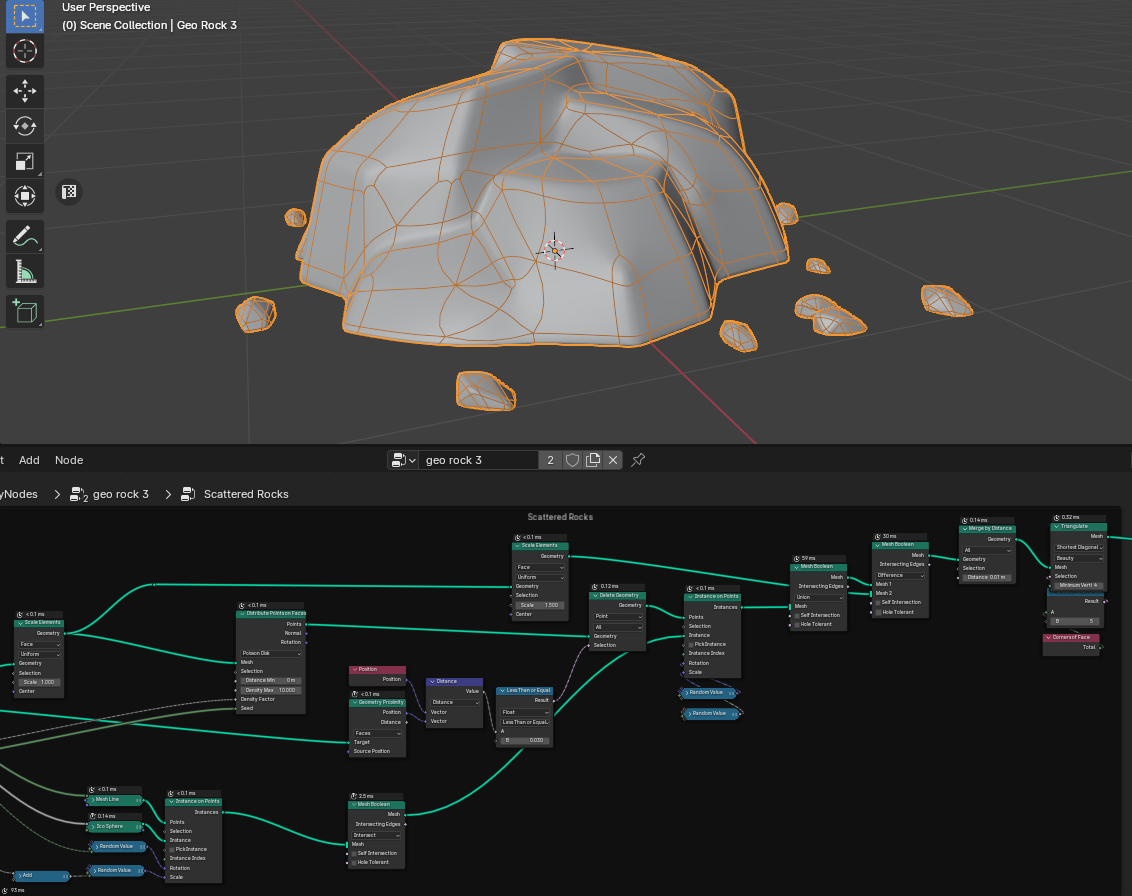 User Perspective
(0) Scene Collection | Geo Rock 3
t Add Node
geo rock 3
2
yNodes > 2 geo rock 3 > Scattered Rocks
Scattered Rocks
< 0.1 ms
Scale Elements
Geometry
Face
Uniform
Geometry
Selection
Scale 1.000
Center
< 0.1 ms
Distribute Points on Faces
Points
Normal
Rotation
Poisson Disk
Mesh
Selection
Distance Min 0 m
Density Max 10.000
Density Factor
Seed
Position
Position
< 0.1 ms
Geometry Proximity
Position
Distance
Faces
Target
Source Position
Distance
Value
Distance
Vector
Vector
Less Than or Equal
Result
Float
Less Than or Equal
A
B 0.030
< 0.1 ms
Scale Elements
Geometry
Face
Uniform
Geometry
Selection
Scale 1.500
Center
0.12 ms
Delete Geometry
Geometry
Point
All
Geometry
Selection
< 0.1 ms
Instance on Points
Instances
Points
Selection
Instance
Pick Instance
Instance Index
Rotation
Scale
Random Value
Random Value
59 ms
Mesh Boolean
Mesh
Intersecting Edges
Union
Mesh
Self Intersection
Hole Tolerant
30 ms
Mesh Boolean
Mesh
Intersecting Edges
Difference
Mesh 1
Mesh 2
Self Intersection
Hole Tolerant
0.14 ms
Merge by Distance
Geometry
All
Geometry
Selection
Distance 0.01 m
0.32 ms
Triangulate
Mesh
Shortest Diagonal
Beauty
Mesh
Selection
Minimum Verti 4
Result
A
B 5
Corners of Face
Total
< 0.1 ms
Mesh Line
0.14 ms
Ico Sphere
Random Value
Random Value
Add
93 ms
< 0.1 ms
Instance on Points
Instances
Points
Selection
Instance
Pick Instance
Instance Index
Rotation
Scale
2.5 ms
Mesh Boolean
Mesh
Intersecting Edges
Intersect
Mesh
Self Intersection
Hole Tolerant